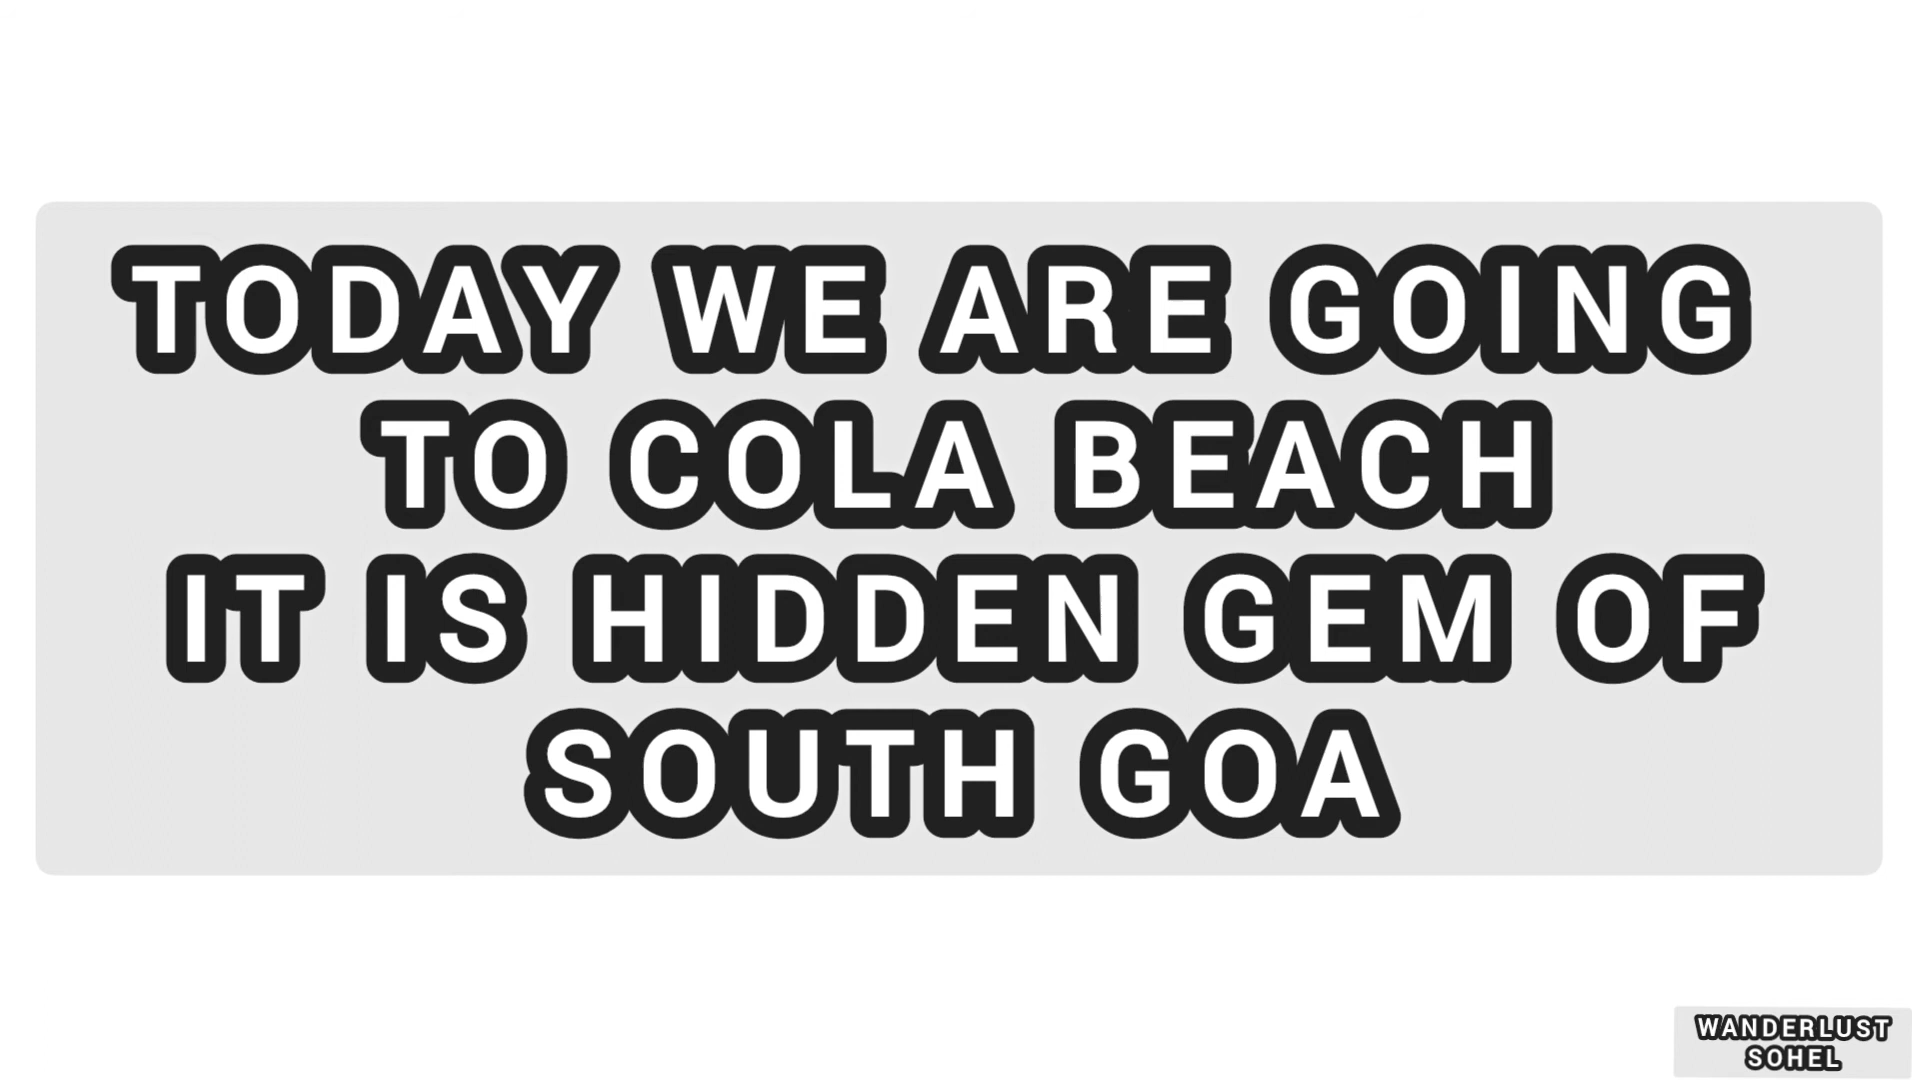 TODAY WE ARE GOING
TO COLA BEACH
IT IS HIDDEN GEM OF
SOUTH GOA
WANDERLUST
SOHEL